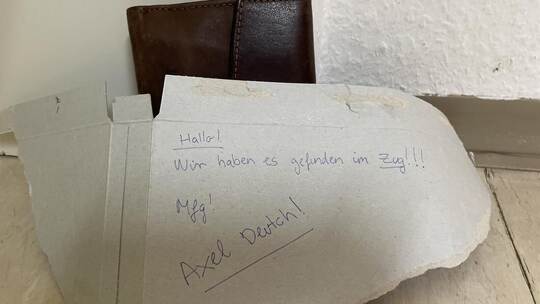 Hallo!
Wir haben es gefunden im Zug!!!
Mfg!
Axel Deutch!